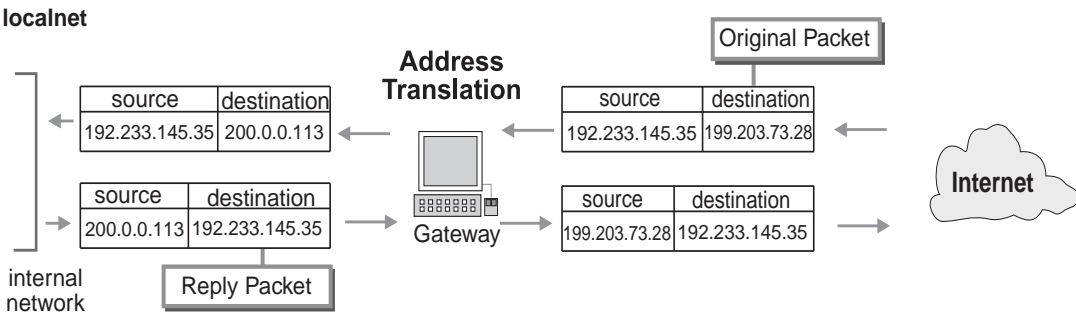 localnet
Original Packet
Address
Translation
source destination
192.233.145.35 200.0.0.113
source destination
192.233.145.35 199.203.73.28
Internet
source destination
200.0.0.113 192.233.145.35
Gateway
source destination
199.203.73.28 192.233.145.35
internal
network
Reply Packet